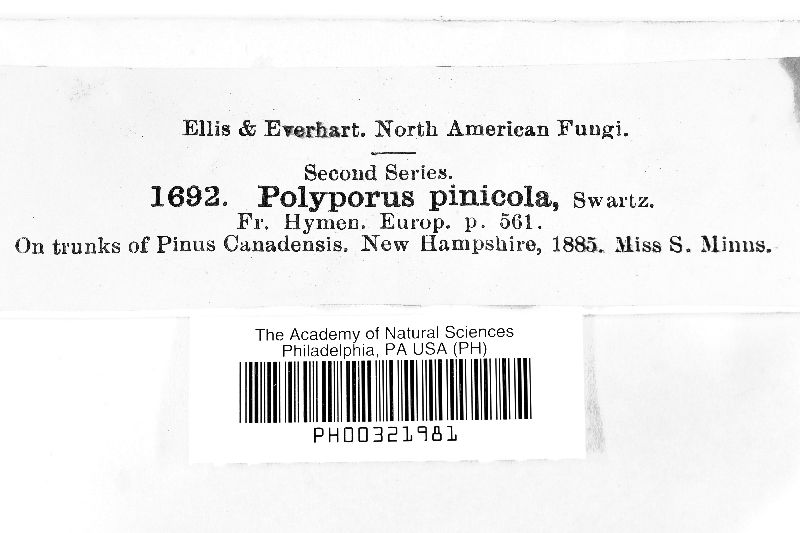 Ellis & Everhart. North American Fungi.
Second Series.
1692. Polyporus pinicola, Swartz.
Fr. Hymen. Europ. p. 561.
On trunks of Pinus Canadensis. New Hampshire, 1885. Miss S. Minns.
The Academy of Natural Sciences
Philadelphia, PA USA (PH)
PH00321981